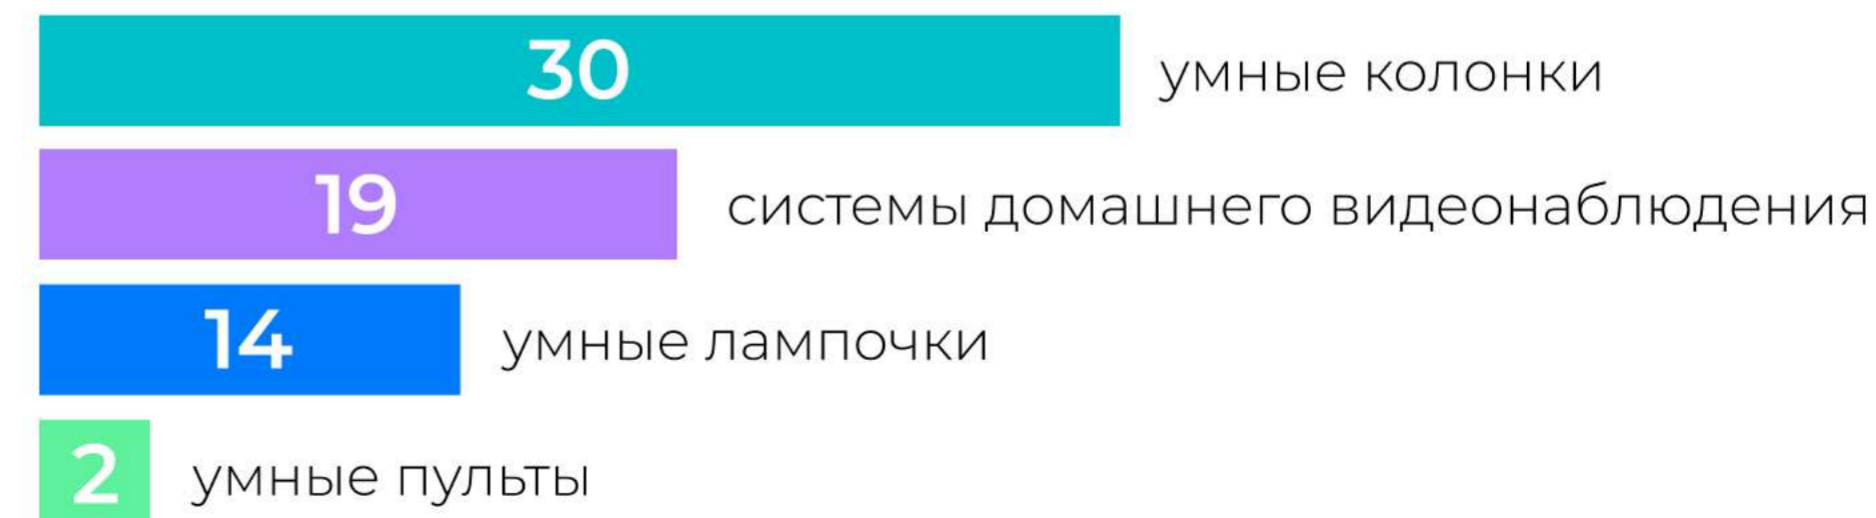 30 умные колонки
19 системы домашнего видеонаблюдения
14 умные лампочки
2 умные пульты